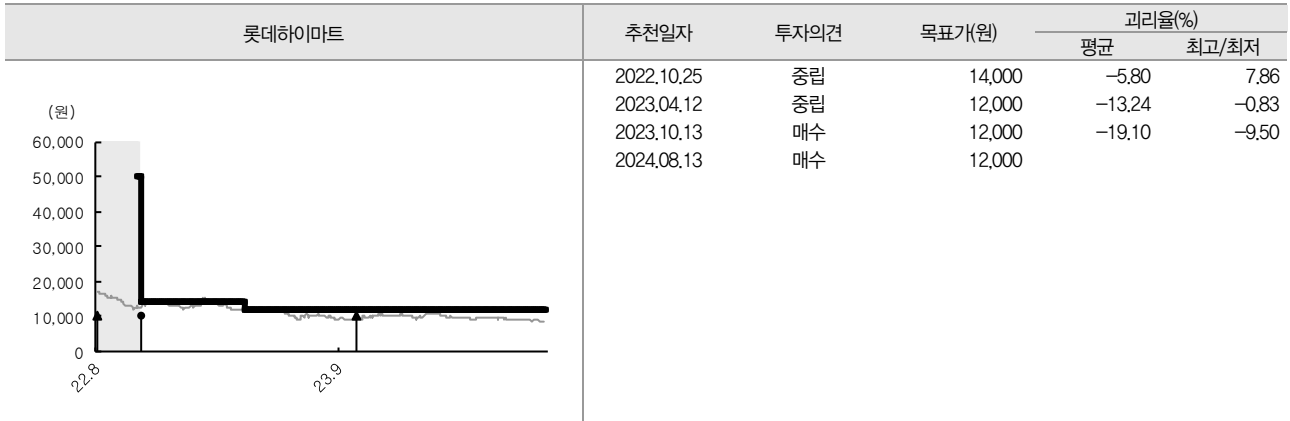 롯데하이마트 추천일자 투자의견 목표가(원) 괴리율(%)
평균 최고/최저
2022.10.25 중립 14,000 -5.80 7.86
2023.04.12 중립 12,000 -13.24 -0.83
2023.10.13 매수 12,000 -19.10 -9.50
2024.08.13 매수 12,000
(원)
60,000
50,000
40,000
30,000
20,000
10,000
0
22.8 23.9